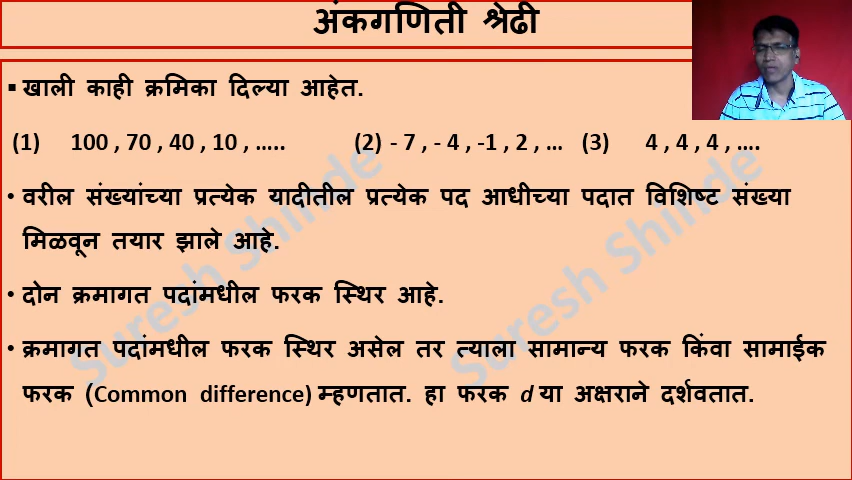 अंकगणिती श्रेढी
▪ खाली काही क्रमिका दिल्या आहेत.
(1) 100 , 70 , 40 , 10 , ..... (2) - 7 , - 4 , -1 , 2 , ... (3) 4 , 4 , 4 , ....
• वरील संख्यांच्या प्रत्येक यादीतील प्रत्येक पद आधीच्या पदात विशिष्ट संख्या
मिळवून तयार झाले आहे.
• दोन क्रमागत पदांमधील फरक स्थिर आहे.
• क्रमागत पदांमधील फरक स्थिर असेल तर त्याला सामान्य फरक किंवा सामाईक
फरक (Common difference) म्हणतात. हा फरक d या अक्षराने दर्शवतात.
Suresh Shinde
Suresh Shinde